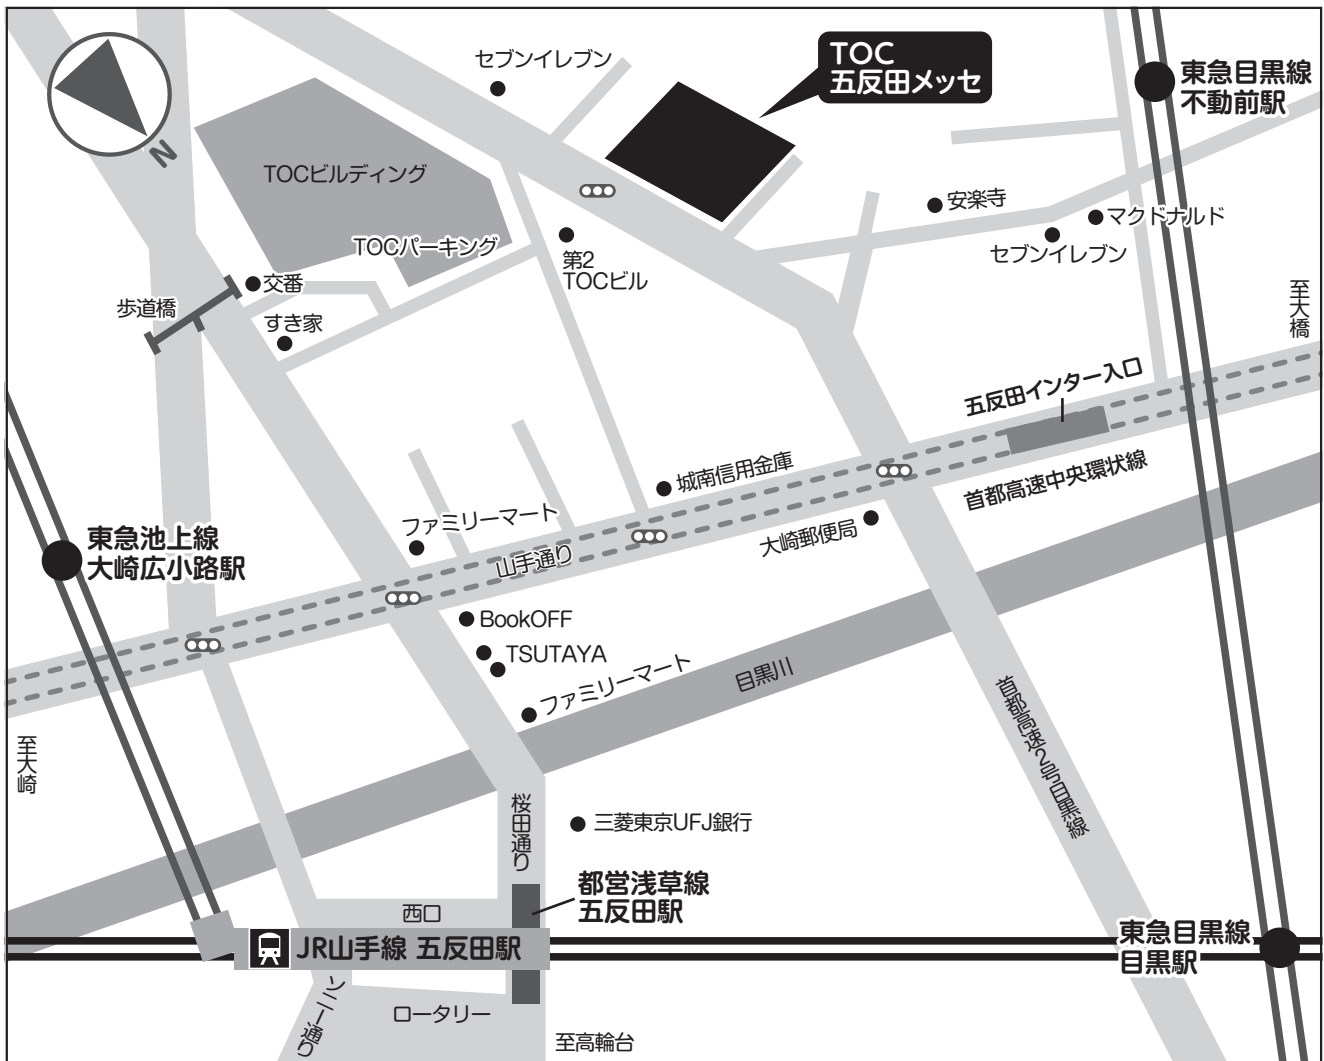 セブンイレブン
TOC
五反田メッセ
東急目黒線
不動前駅
N
TOCビルディング
安楽寺
マクドナルド
TOCパーキング
セブンイレブン
第2
TOCビル
交番
歩道橋
すき家
至大橋
五反田インター入口
城南信用金庫
首都高速中央環状線
ファミリーマート
大崎郵便局
東急池上線
大崎広小路駅
山手通り
BookOFF
TSUTAYA
ファミリーマート
目黒川
首都高速2号目黒線
至大崎
桜田通り
三菱東京UFJ銀行
都営浅草線
五反田駅
西口
JR山手線 五反田駅
東急目黒線
目黒駅
ソニー通り
ロータリー
至高輪台